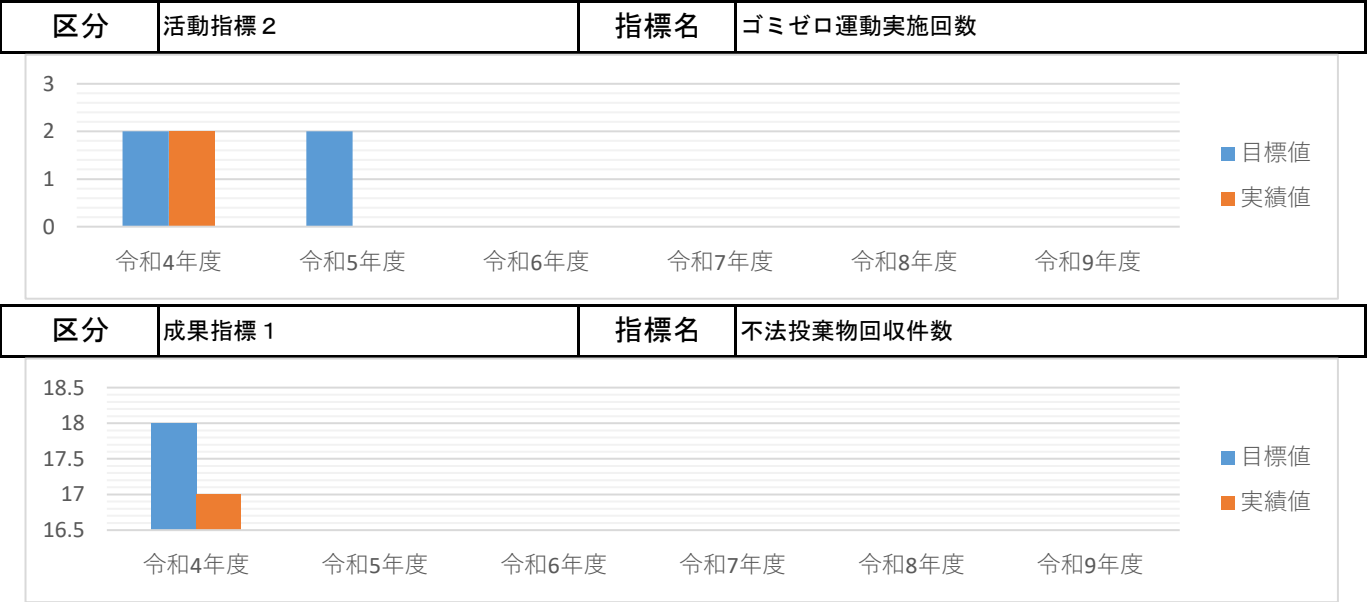 区分 活動指標２ 指標名 ゴミゼロ運動実施回数
3
2
1
0
令和4年度 令和5年度 令和6年度 令和7年度 令和8年度 令和9年度
目標値
実績値
区分 成果指標１ 指標名 不法投棄物回収件数
18.5
18
17.5
17
16.5
令和4年度 令和5年度 令和6年度 令和7年度 令和8年度 令和9年度
目標値
実績値